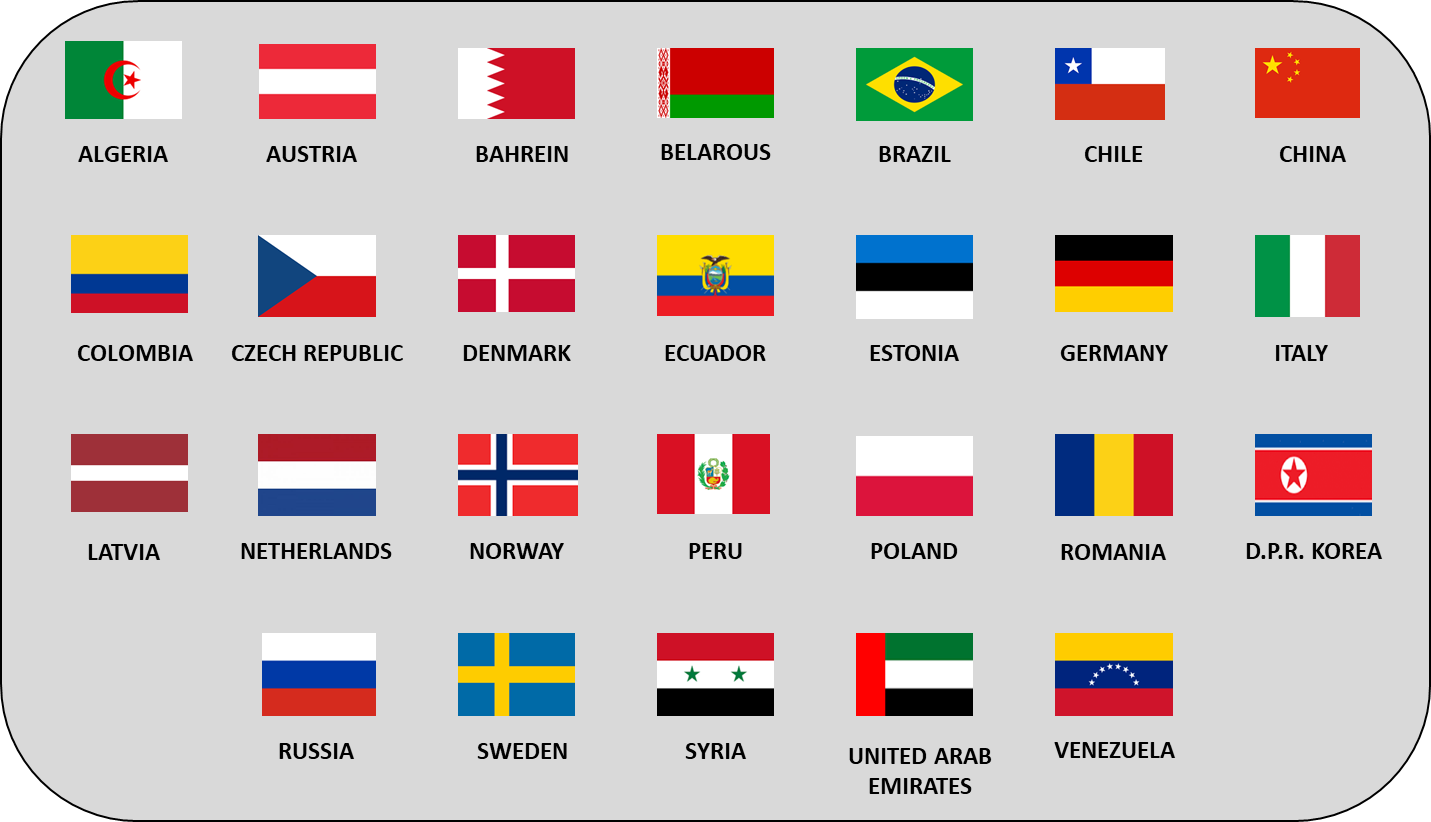 ALGERIA
AUSTRIA
BAHREIN
BELAROUS
BRAZIL
CHILE
CHINA
COLOMBIA
CZECH REPUBLIC
DENMARK
ECUADOR
ESTONIA
GERMANY
ITALY
LATVIA
NETHERLANDS
NORWAY
PERU
POLAND
ROMANIA
D.P.R. KOREA
RUSSIA
SWEDEN
SYRIA
UNITED ARAB
EMIRATES
VENEZUELA